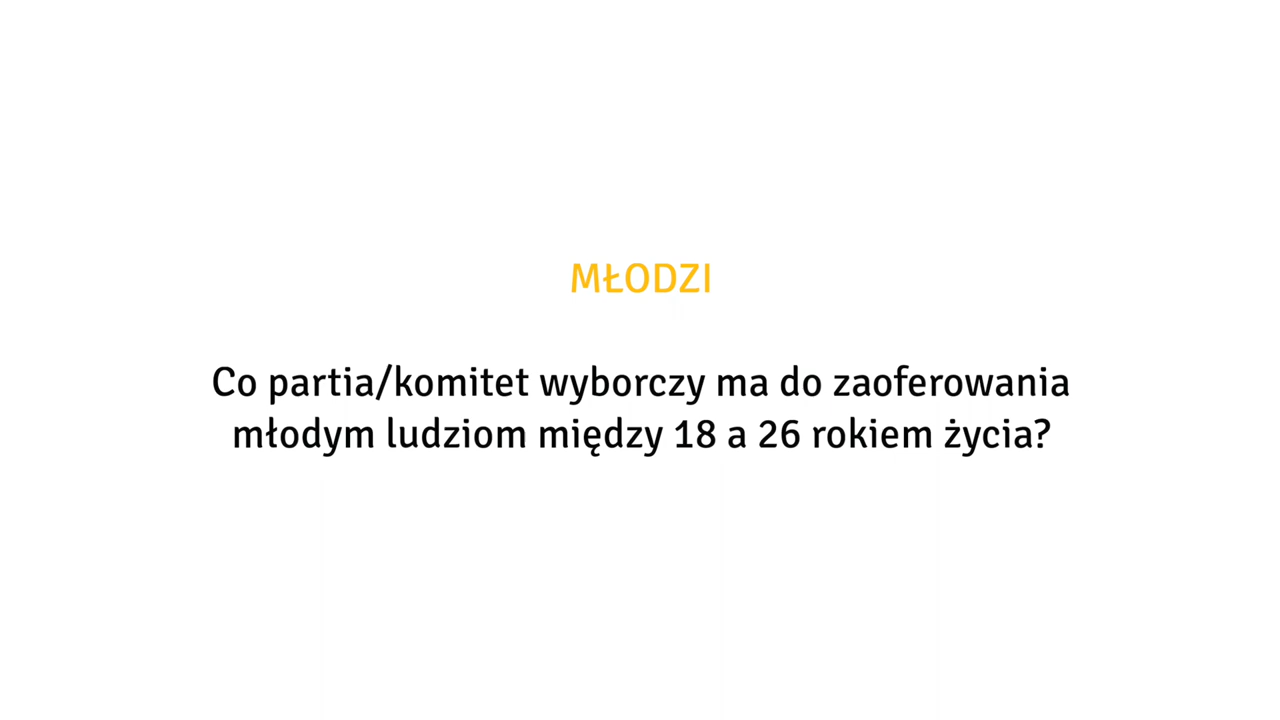 MŁODZI
Co partia/komitet wyborczy ma do zaoferowania
młodym ludziom między 18 a 26 rokiem życia?